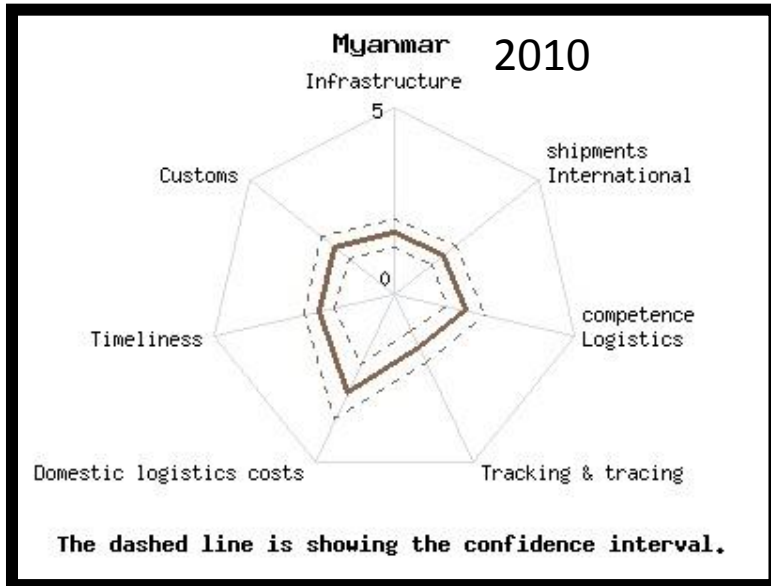 Myanmar 2010
Infrastructure
5
shipments
International
Customs
0
competence
Logistics
Timeliness
Domestic logistics costs
Tracking & tracing
The dashed line is showing the confidence interval.